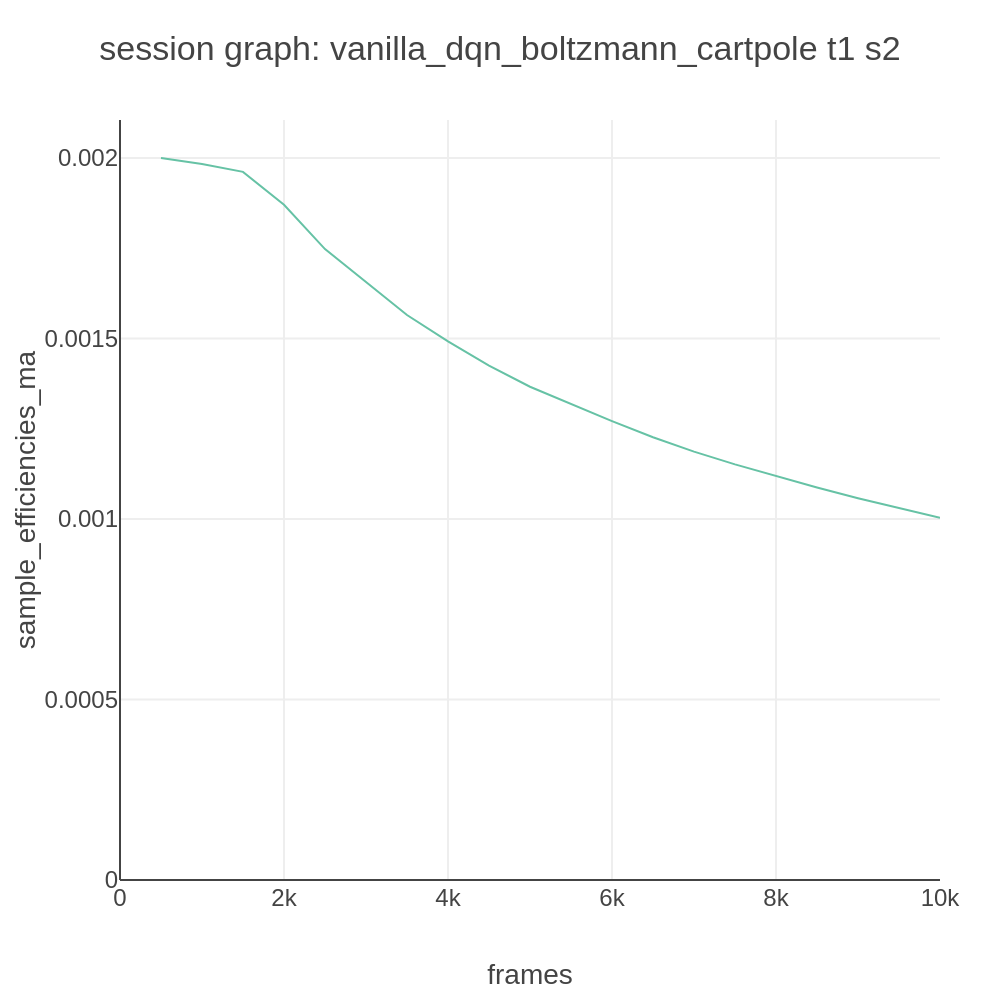 session graph: vanilla_dqn_boltzmann_cartpole t1 s2
sample_efficiencies_ma
0.002
0.0015
0.001
0.0005
0
0 2k 4k 6k 8k 10k
frames